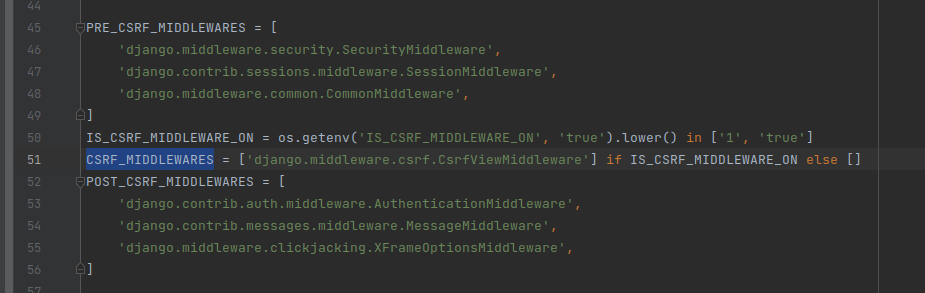 44
45 PRE_CSRF_MIDDLEWARES = [
46     'django.middleware.security.SecurityMiddleware',
47     'django.contrib.sessions.middleware.SessionMiddleware',
48     'django.middleware.common.CommonMiddleware',
49 ]
50 IS_CSRF_MIDDLEWARE_ON = os.getenv('IS_CSRF_MIDDLEWARE_ON', 'true').lower() in ['1', 'true']
51 CSRF_MIDDLEWARES = ['django.middleware.csrf.CsrfViewMiddleware'] if IS_CSRF_MIDDLEWARE_ON else []
52 POST_CSRF_MIDDLEWARES = [
53     'django.contrib.auth.middleware.AuthenticationMiddleware',
54     'django.contrib.messages.middleware.MessageMiddleware',
55     'django.middleware.clickjacking.XFrameOptionsMiddleware',
56 ]
57